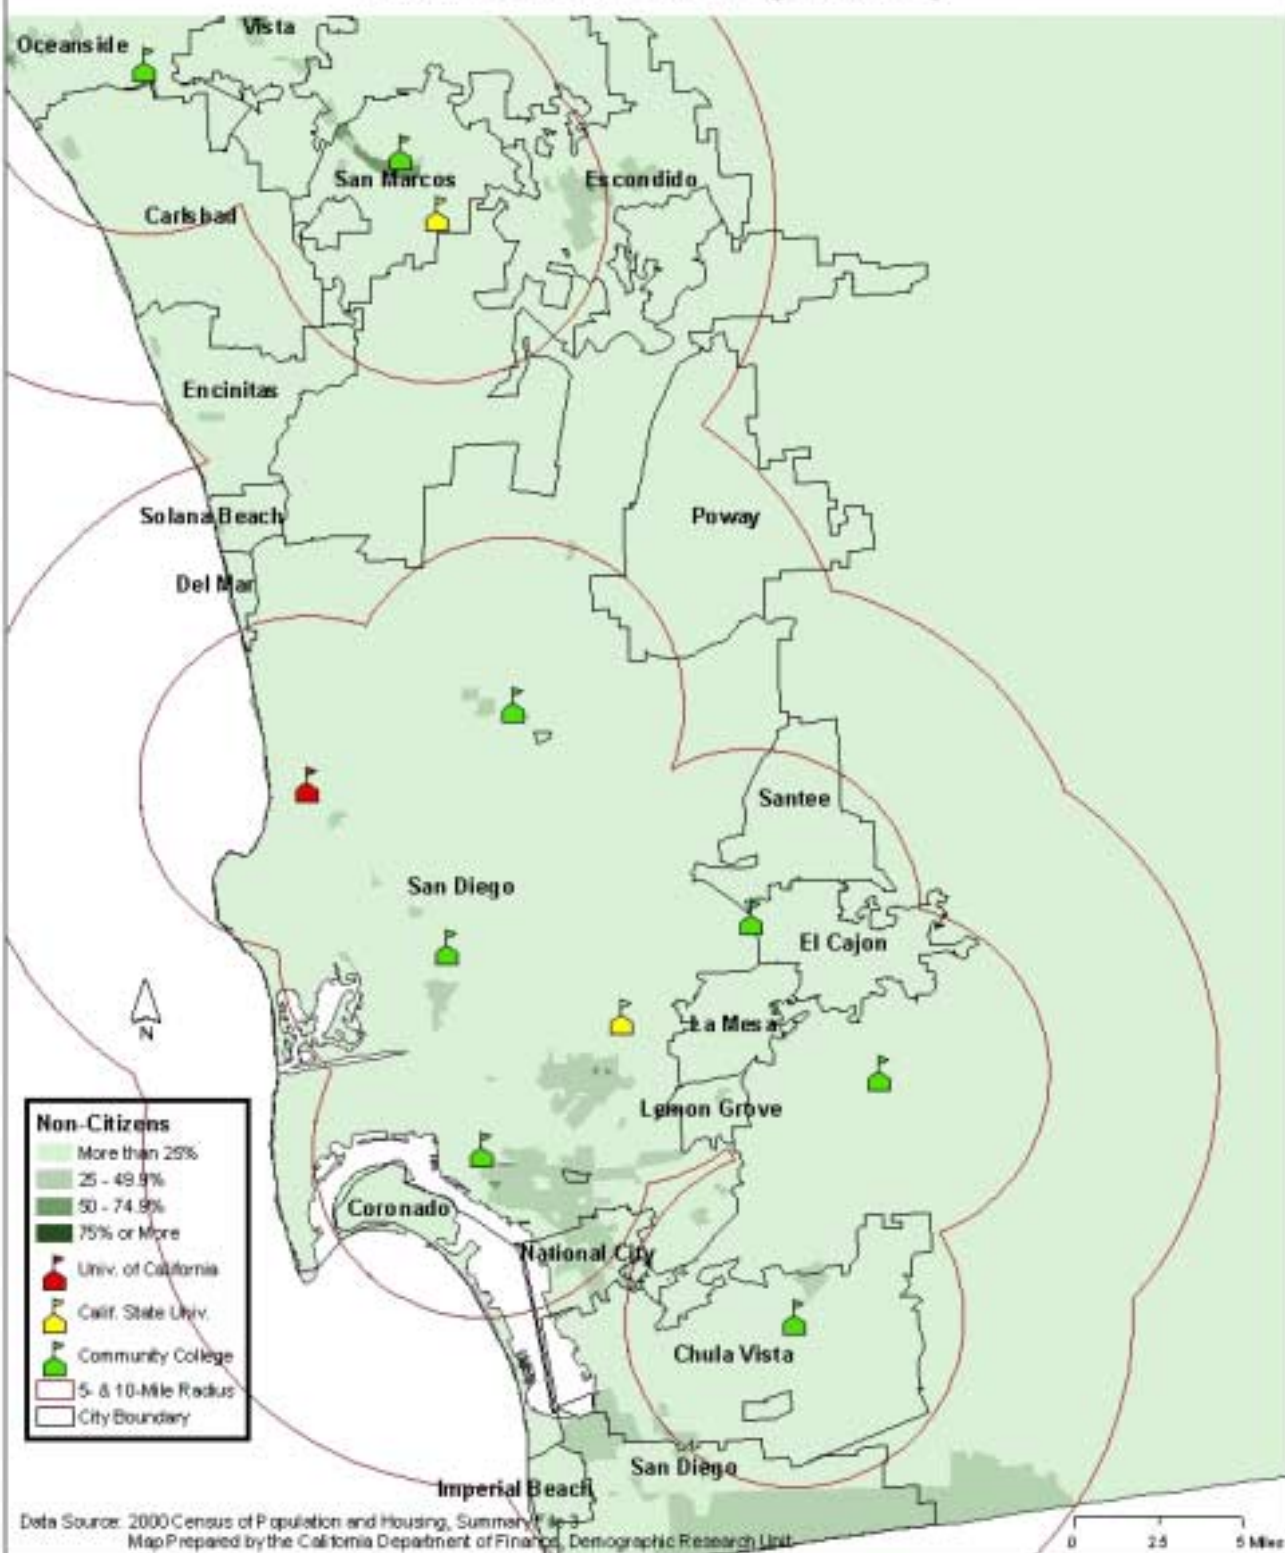 Vista
Oceanside
San Marcos
Escondido
Carlsbad
Encinitas
Solana Beach
Poway
Del Mar
Santee
San Diego
El Cajon
N
La Mesa
Lemon Grove
Non-Citizens
More than 25%
25 - 49.9%
50 - 74.9%
75% or More
Univ. of California
Calif. State Univ.
Community College
5- & 10-Mile Radius
City Boundary
Coronado
National City
Chula Vista
San Diego
Imperial Beach
Data Source: 2000 Census of Population and Housing, Summary File 3
Map Prepared by the California Department of Finance, Demographic Research Unit
0 2.5 5 Miles